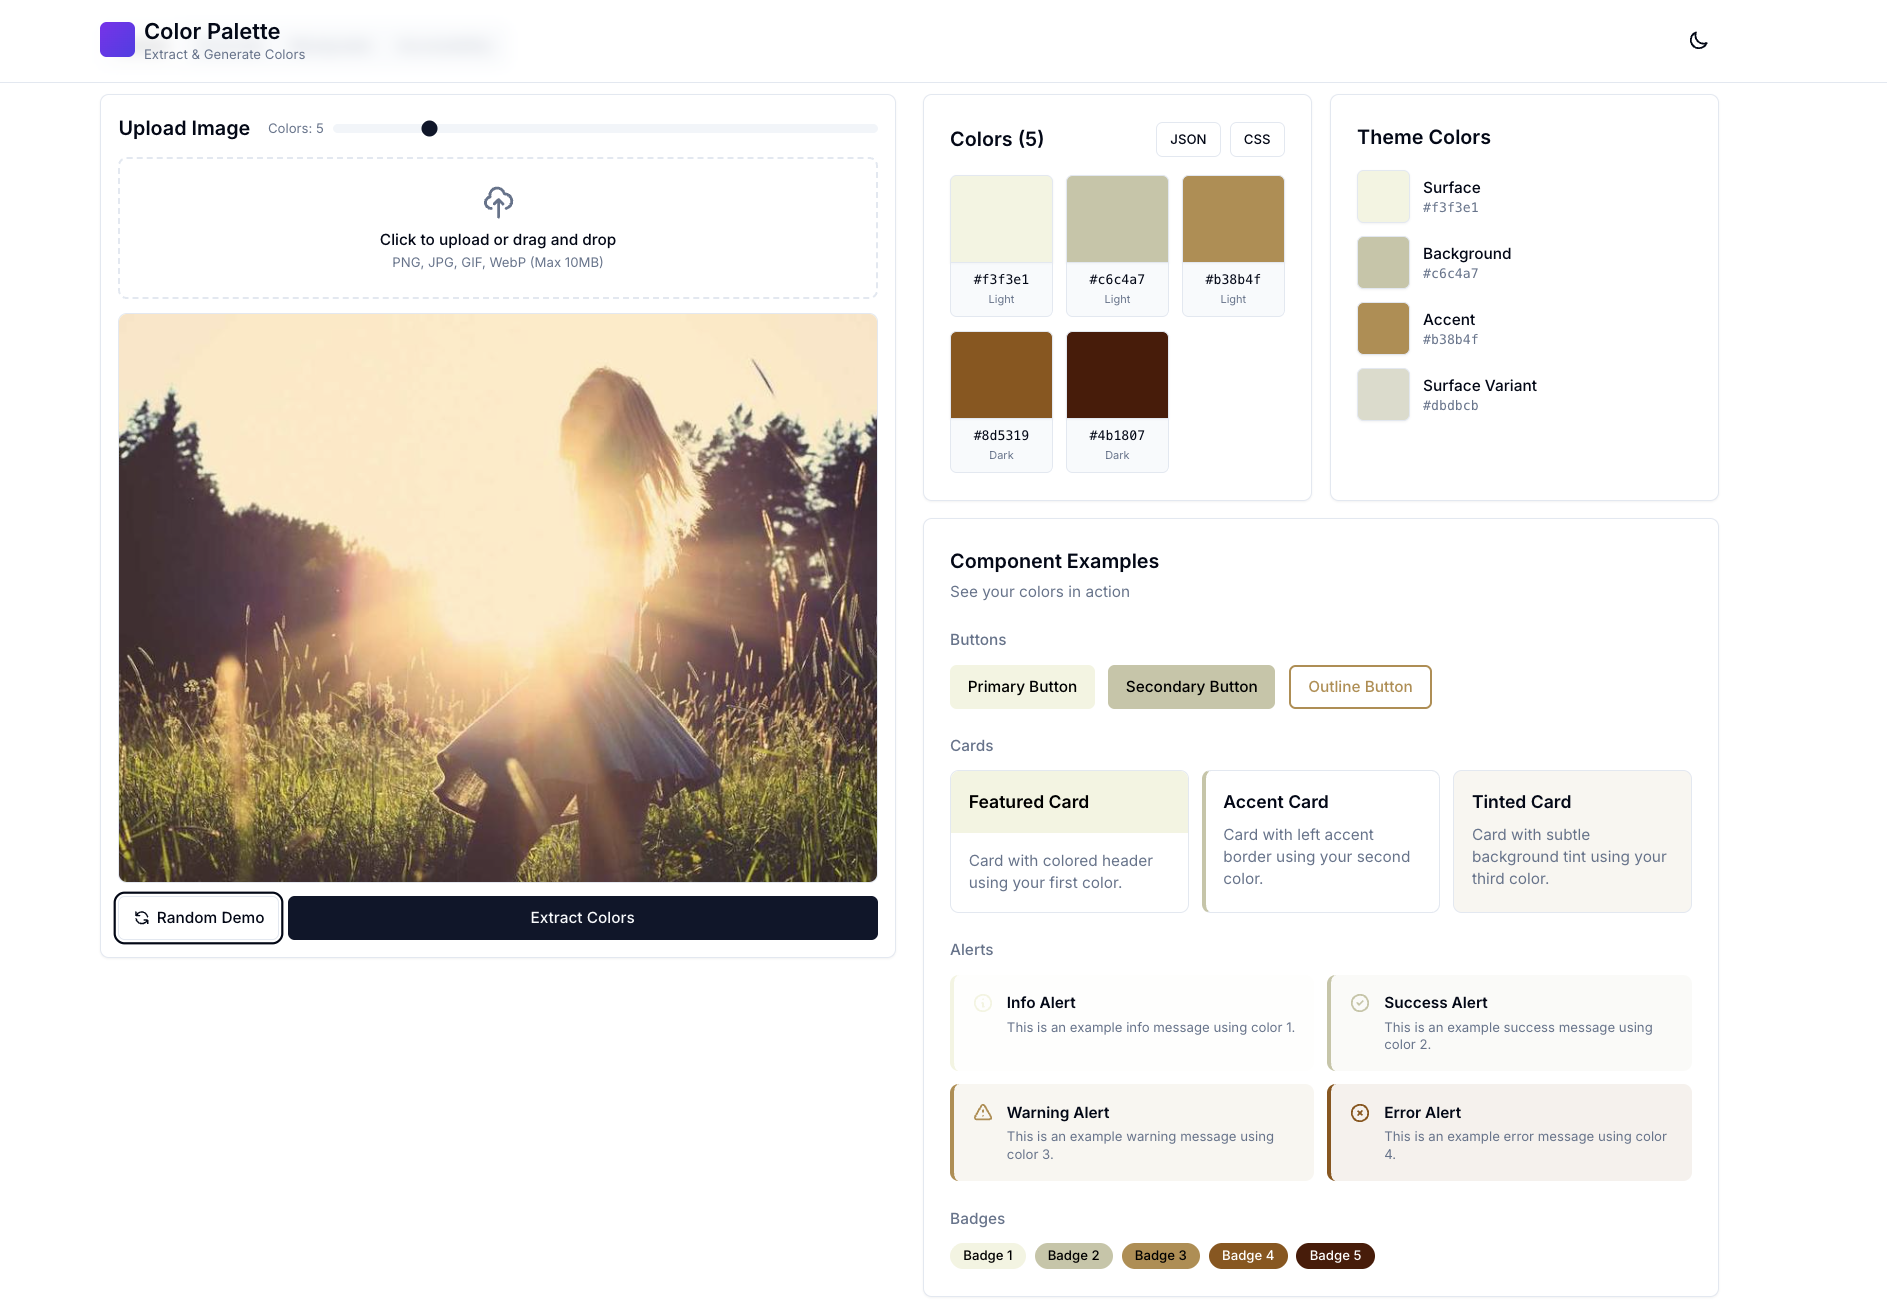 Color Palette
Extract & Generate Colors
Upload Image
Colors: 5
Click to upload or drag and drop
PNG, JPG, GIF, WebP (Max 10MB)
Random Demo
Extract Colors
Colors (5)
JSON
CSS
#f3f3e1
Light
#c6c4a7
Light
#b38b4f
Light
#8d5319
Dark
#4b1807
Dark
Theme Colors
Surface
#f3f3e1
Background
#c6c4a7
Accent
#b38b4f
Surface Variant
#dbdbcb
Component Examples
See your colors in action
Buttons
Primary Button
Secondary Button
Outline Button
Cards
Featured Card
Card with colored header
using your first color.
Accent Card
Card with left accent
border using your second
color.
Tinted Card
Card with subtle
background tint using your
third color.
Alerts
Info Alert
This is an example info message using color 1.
Success Alert
This is an example success message using
color 2.
Warning Alert
This is an example warning message using
color 3.
Error Alert
This is an example error message using color
4.
Badges
Badge 1
Badge 2
Badge 3
Badge 4
Badge 5